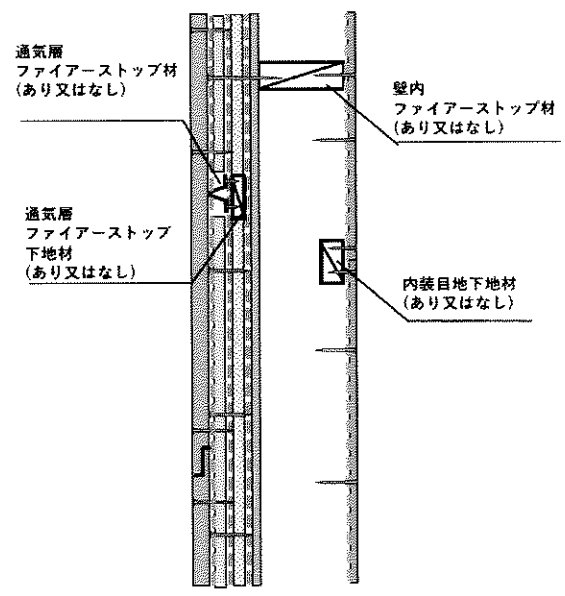 通気層
ファイアーストップ材
(あり又はなし)
壁内
ファイアーストップ材
(あり又はなし)
通気層
ファイアーストップ
下地材
(あり又はなし)
内装目地下地材
(あり又はなし)